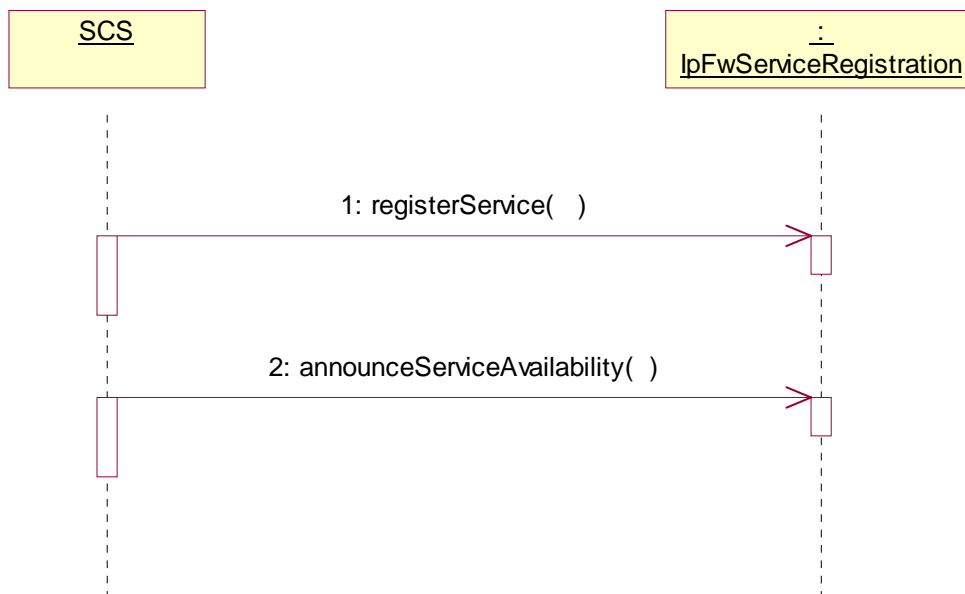 SCS
:
IpFwServiceRegistration
1: registerService( )
2: announceServiceAvailability( )